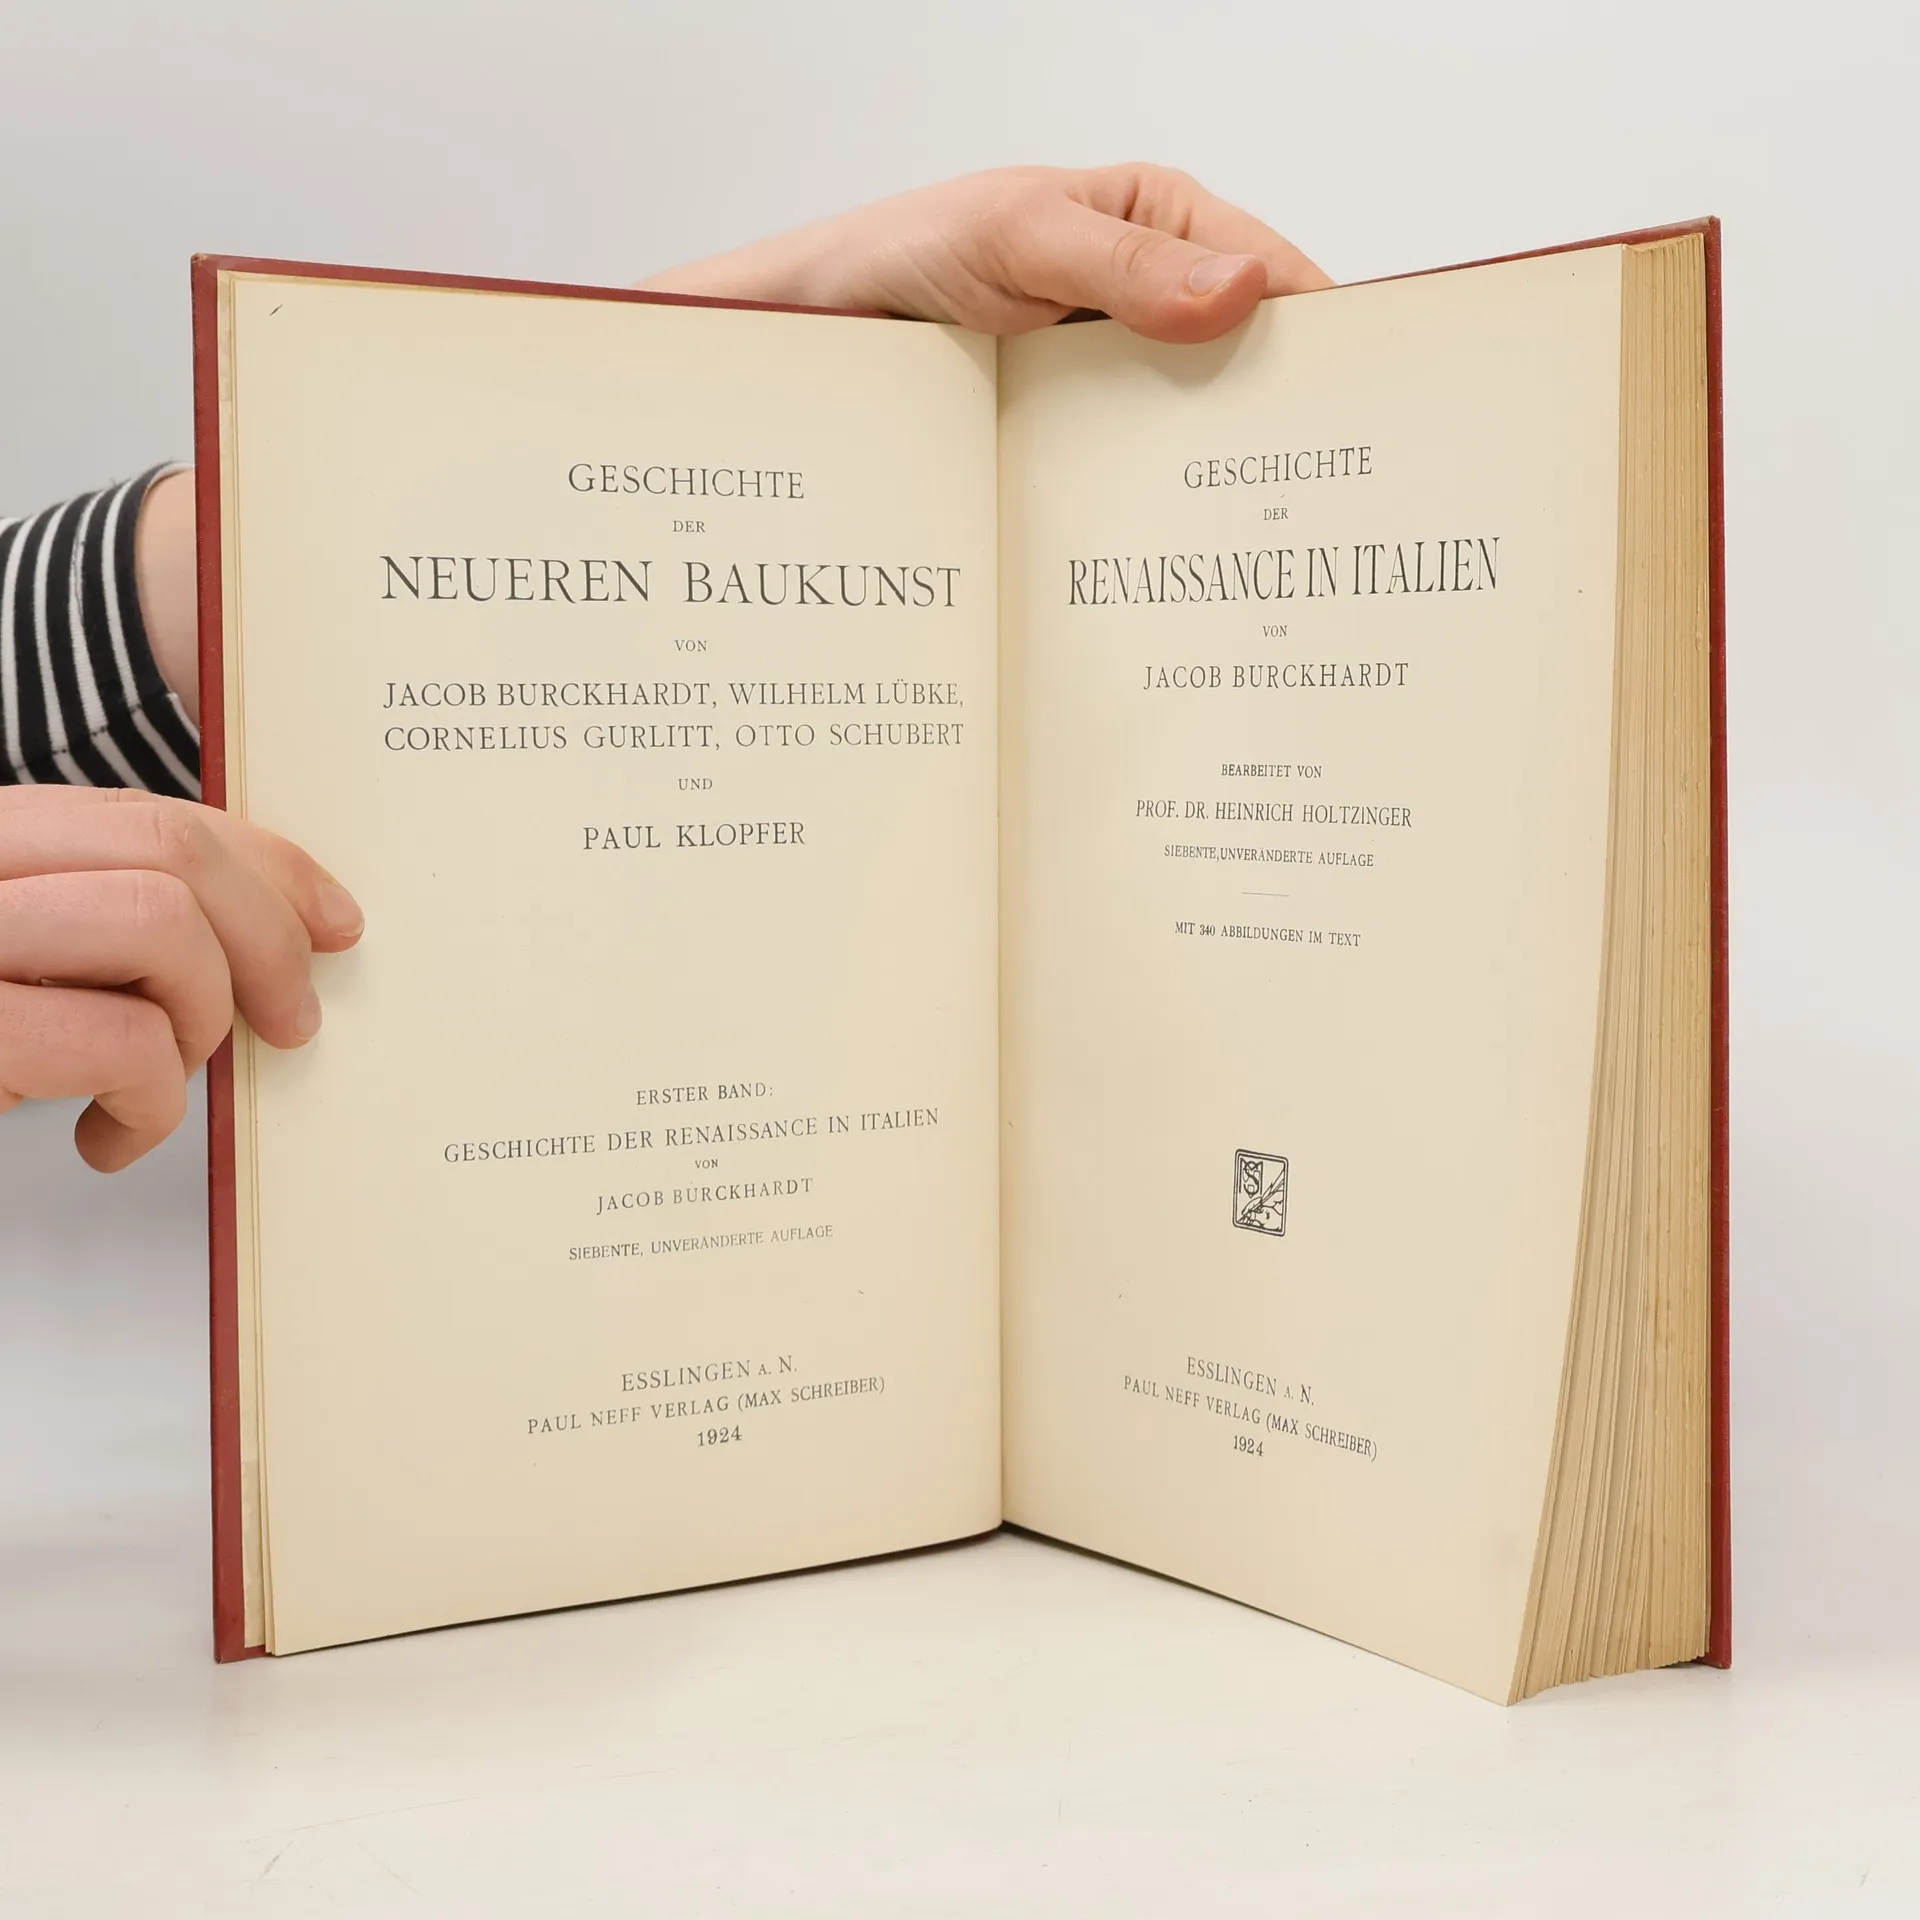 GESCHICHTE
DER
NEUEREN BAUKUNST
VON
JACOB BURCKHARDT, WILHELM LÜBKE,
CORNELIUS GURLITT, OTTO SCHUBERT
UND
PAUL KLOPFER
ERSTER BAND:
GESCHICHTE DER RENAISSANCE IN ITALIEN
VON
JACOB BURCKHARDT
SIEBENTE, UNVERÄNDERTE AUFLAGE
ESSLINGEN A. N.
PAUL NEFF VERLAG (MAX SCHREIBER)
1924
GESCHICHTE
DER
RENAISSANCE IN ITALIEN
VON
JACOB BURCKHARDT
BEARBEITET VON
PROF. DR. HEINRICH HOLTZINGER
SIEBENTE, UNVERÄNDERTE AUFLAGE
MIT 340 ABBILDUNGEN IM TEXT
ESSLINGEN A. N.
PAUL NEFF VERLAG (MAX SCHREIBER)
1924